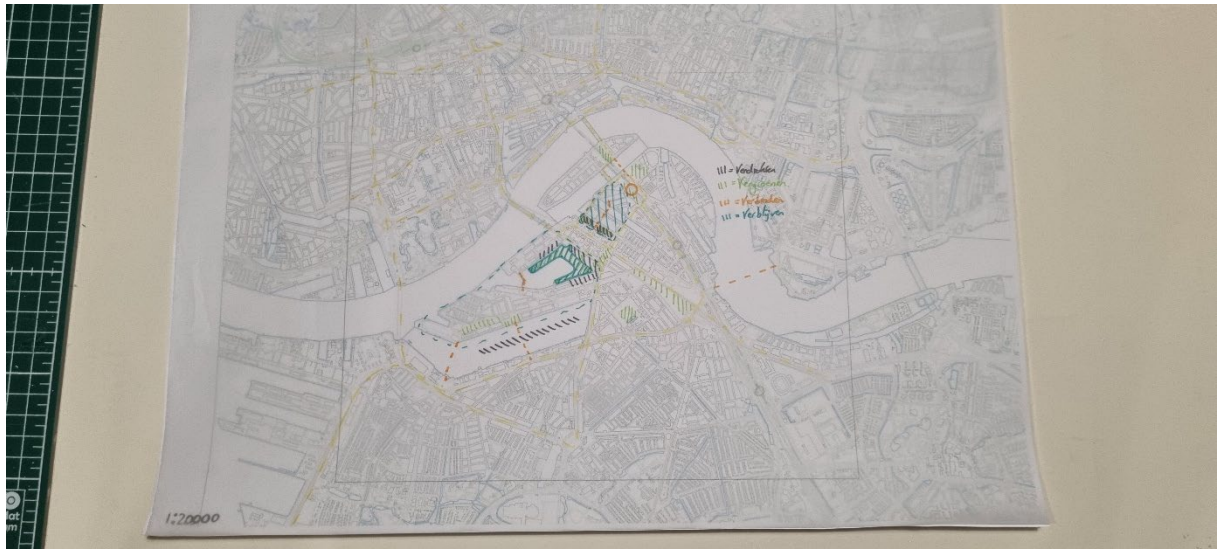 III = Verdichten
III = Vergroenen
III = Verbinden
III = Verblijven
1:20000